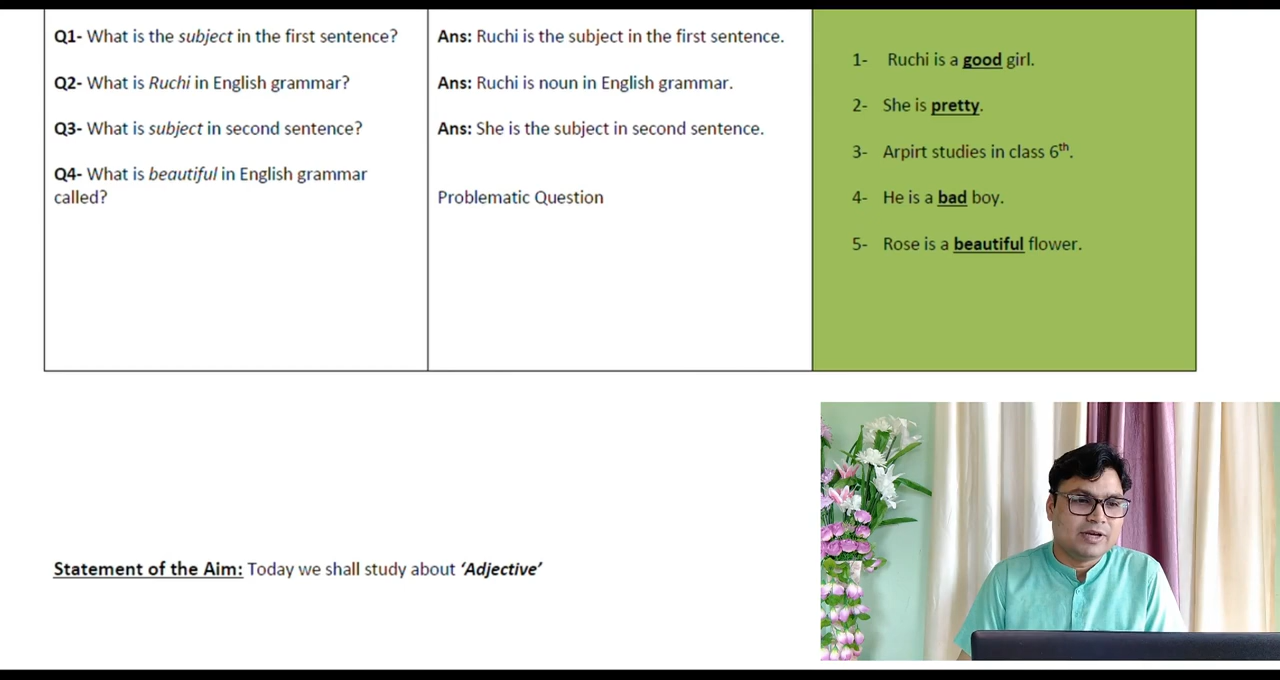 Q1- What is the subject in the first sentence?
Ans: Ruchi is the subject in the first sentence.
Q2- What is Ruchi in English grammar?
Ans: Ruchi is noun in English grammar.
Q3- What is subject in second sentence?
Ans: She is the subject in second sentence.
Q4- What is beautiful in English grammar
called?
Problematic Question
1- Ruchi is a good girl.
2- She is pretty.
3- Arpirt studies in class 6th.
4- He is a bad boy.
5- Rose is a beautiful flower.
Statement of the Aim: Today we shall study about ‘Adjective’